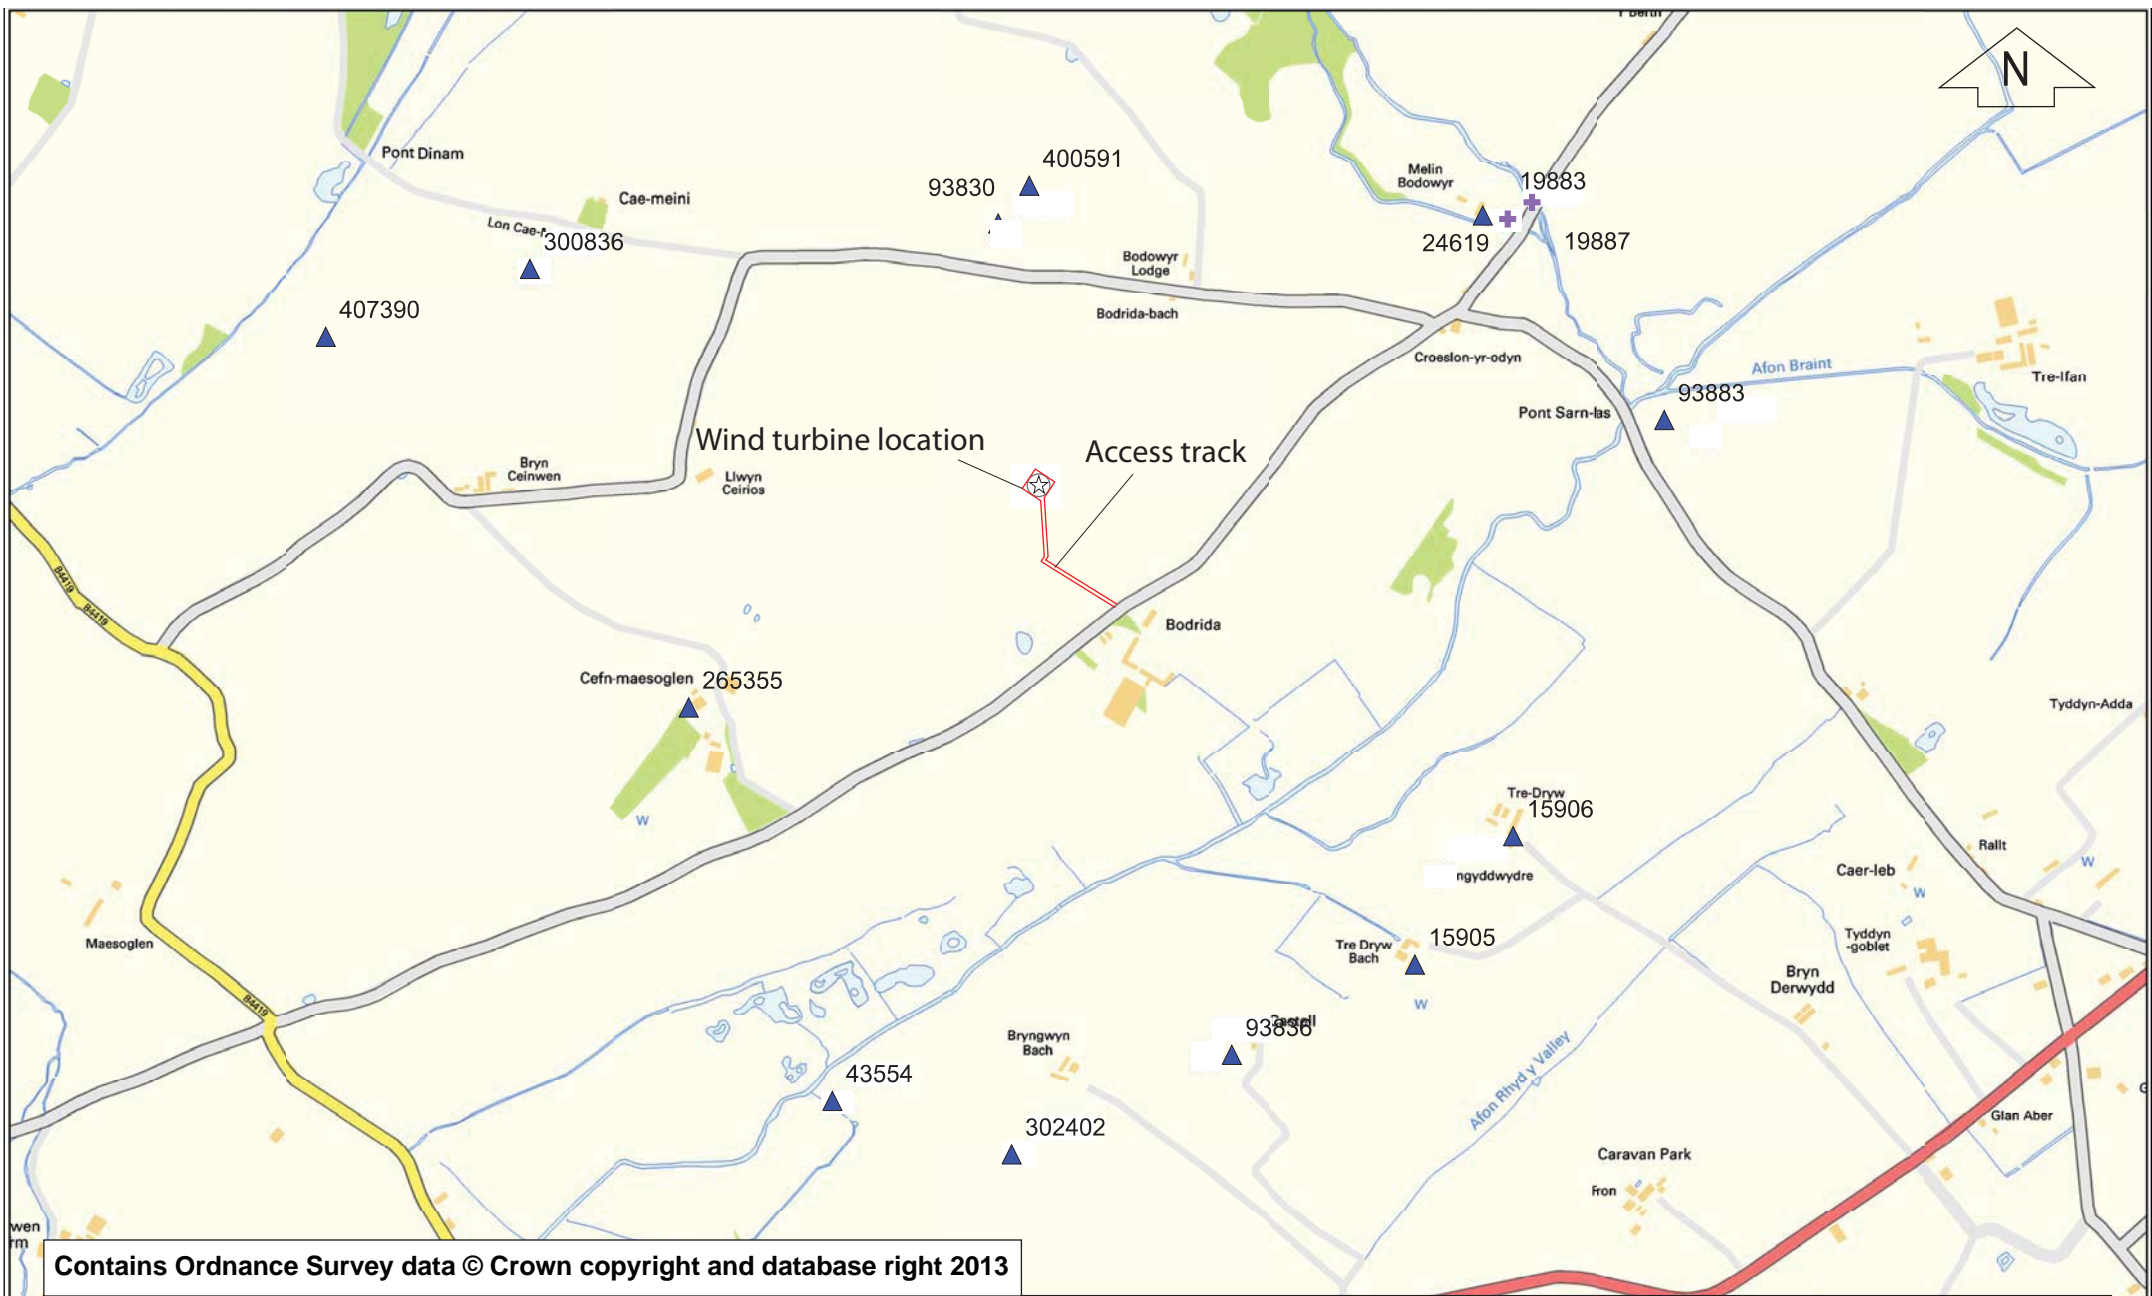 Y Berth
N
Pont Dinam
400591
93830
Melin
Bodowyr
19883
Cae-meini
Lon Cae-
300836
24619
19887
Bodowyr
Lodge
407390
Bodrida-bach
Croeslon-yr-odyn
Afon Braint
Tre-Ifan
93883
Pont Sarn-las
Wind turbine location
Access track
Bryn
Ceinwen
Llwyn
Ceirios
B4419
B4419
Bodrida
Cefn-maesoglen
265355
Tyddyn-Adda
Tre-Dryw
15906
W
Rallt
W
Caer-leb
W
ngyddwydre
Maesoglen
Tre Dryw
Bach
15905
Tyddyn
-goblet
Bryn
Derwydd
B4419
W
Bryngwyn
Bach
93836
Castell
43554
Afon Rhyd y Valley
Glan Aber
302402
Caravan Park
Fron
wen
rm
Contains Ordnance Survey data © Crown copyright and database right 2013